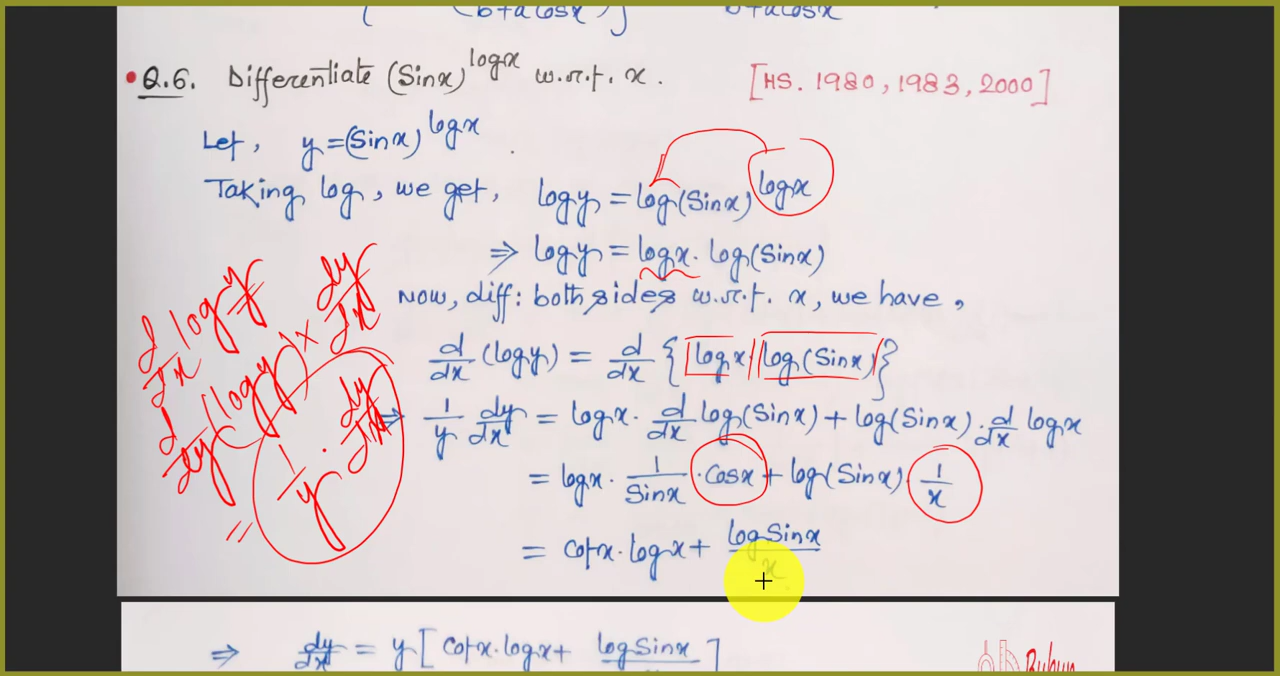 (b+acosx)] b+acosx
• Q.6. Differentiate (Sinx)^logx w.r.t. x. [HS. 1980, 1983, 2000]
Let, y=(Sinx)^logx
Taking log, we get, logy = log(Sinx)^logx
⇒ logy = logx. log(Sinx)
Now, diff: both sides w.r.t. x, we have,
d/dx (logy) = d/dx {logx log(Sinx)}
⇒ 1/y dy/dx = logx. d/dx log(Sinx) + log(Sinx). d/dx logx
= logx. 1/Sinx .Cosx + log(Sinx). 1/x
= Cotx. logx + logSinx/x
⇒ dy/dx = y[Cotx.logx + logSinx/ ]
d/dx logy
d/dy (logy) × dy/dx
= 1/y . dy/dx